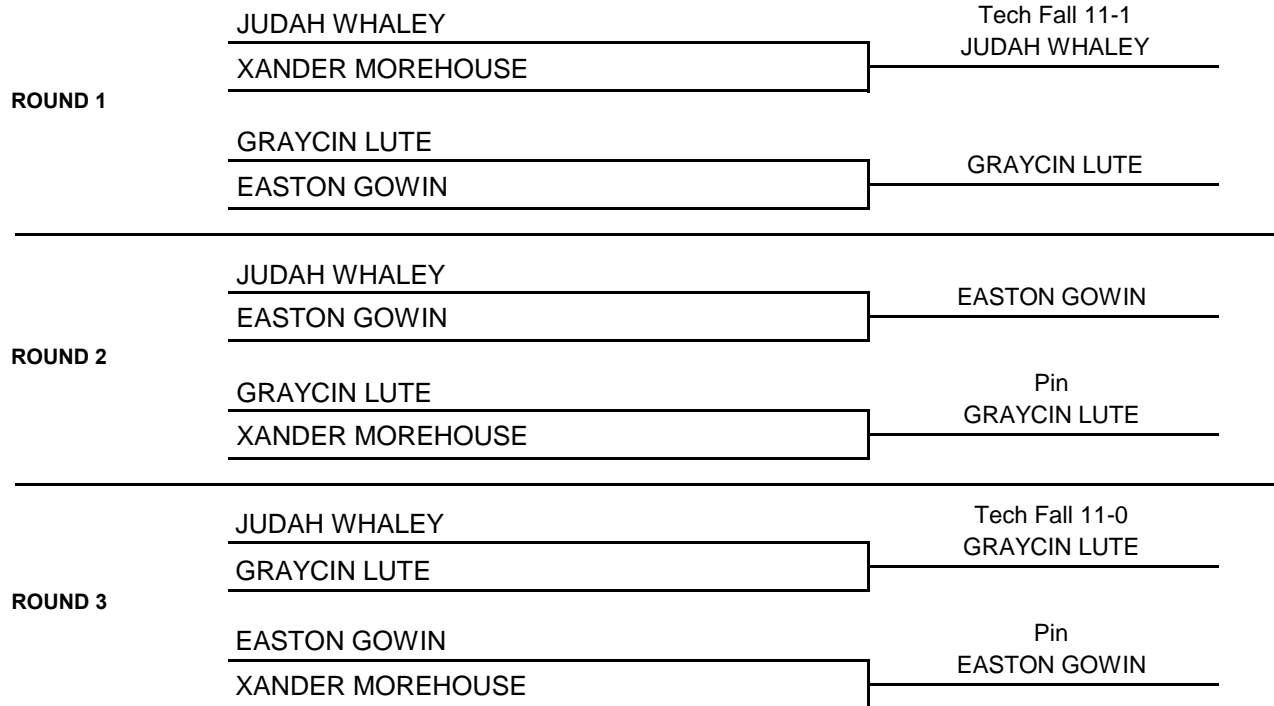 JUDAH WHALEY
Tech Fall 11-1
JUDAH WHALEY
XANDER MOREHOUSE
ROUND 1
GRAYCIN LUTE
GRAYCIN LUTE
EASTON GOWIN
JUDAH WHALEY
EASTON GOWIN
EASTON GOWIN
ROUND 2
GRAYCIN LUTE
Pin
GRAYCIN LUTE
XANDER MOREHOUSE
JUDAH WHALEY
Tech Fall 11-0
GRAYCIN LUTE
GRAYCIN LUTE
ROUND 3
EASTON GOWIN
Pin
EASTON GOWIN
XANDER MOREHOUSE